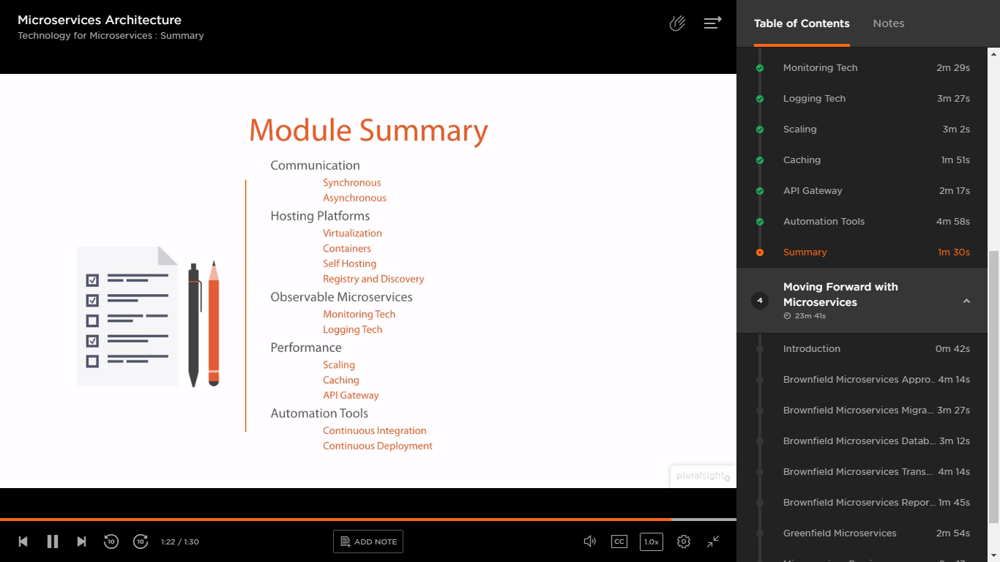 Microservices Architecture
Technology for Microservices : Summary
Module Summary
Communication
Synchronous
Asynchronous
Hosting Platforms
Virtualization
Containers
Self Hosting
Registry and Discovery
Observable Microservices
Monitoring Tech
Logging Tech
Performance
Scaling
Caching
API Gateway
Automation Tools
Continuous Integration
Continuous Deployment
pluralsight
10
10
1:22 / 1:30
ADD NOTE
CC
1.0x
Table of Contents
Notes
Monitoring Tech 2m 29s
Logging Tech 3m 27s
Scaling 3m 2s
Caching 1m 51s
API Gateway 2m 17s
Automation Tools 4m 58s
Summary 1m 30s
4
Moving Forward with
Microservices
23m 41s
Introduction 0m 42s
Brownfield Microservices Appro.. 4m 14s
Brownfield Microservices Migra... 3m 27s
Brownfield Microservices Datab... 3m 12s
Brownfield Microservices Trans... 4m 14s
Brownfield Microservices Repor... 1m 45s
Greenfield Microservices 2m 54s